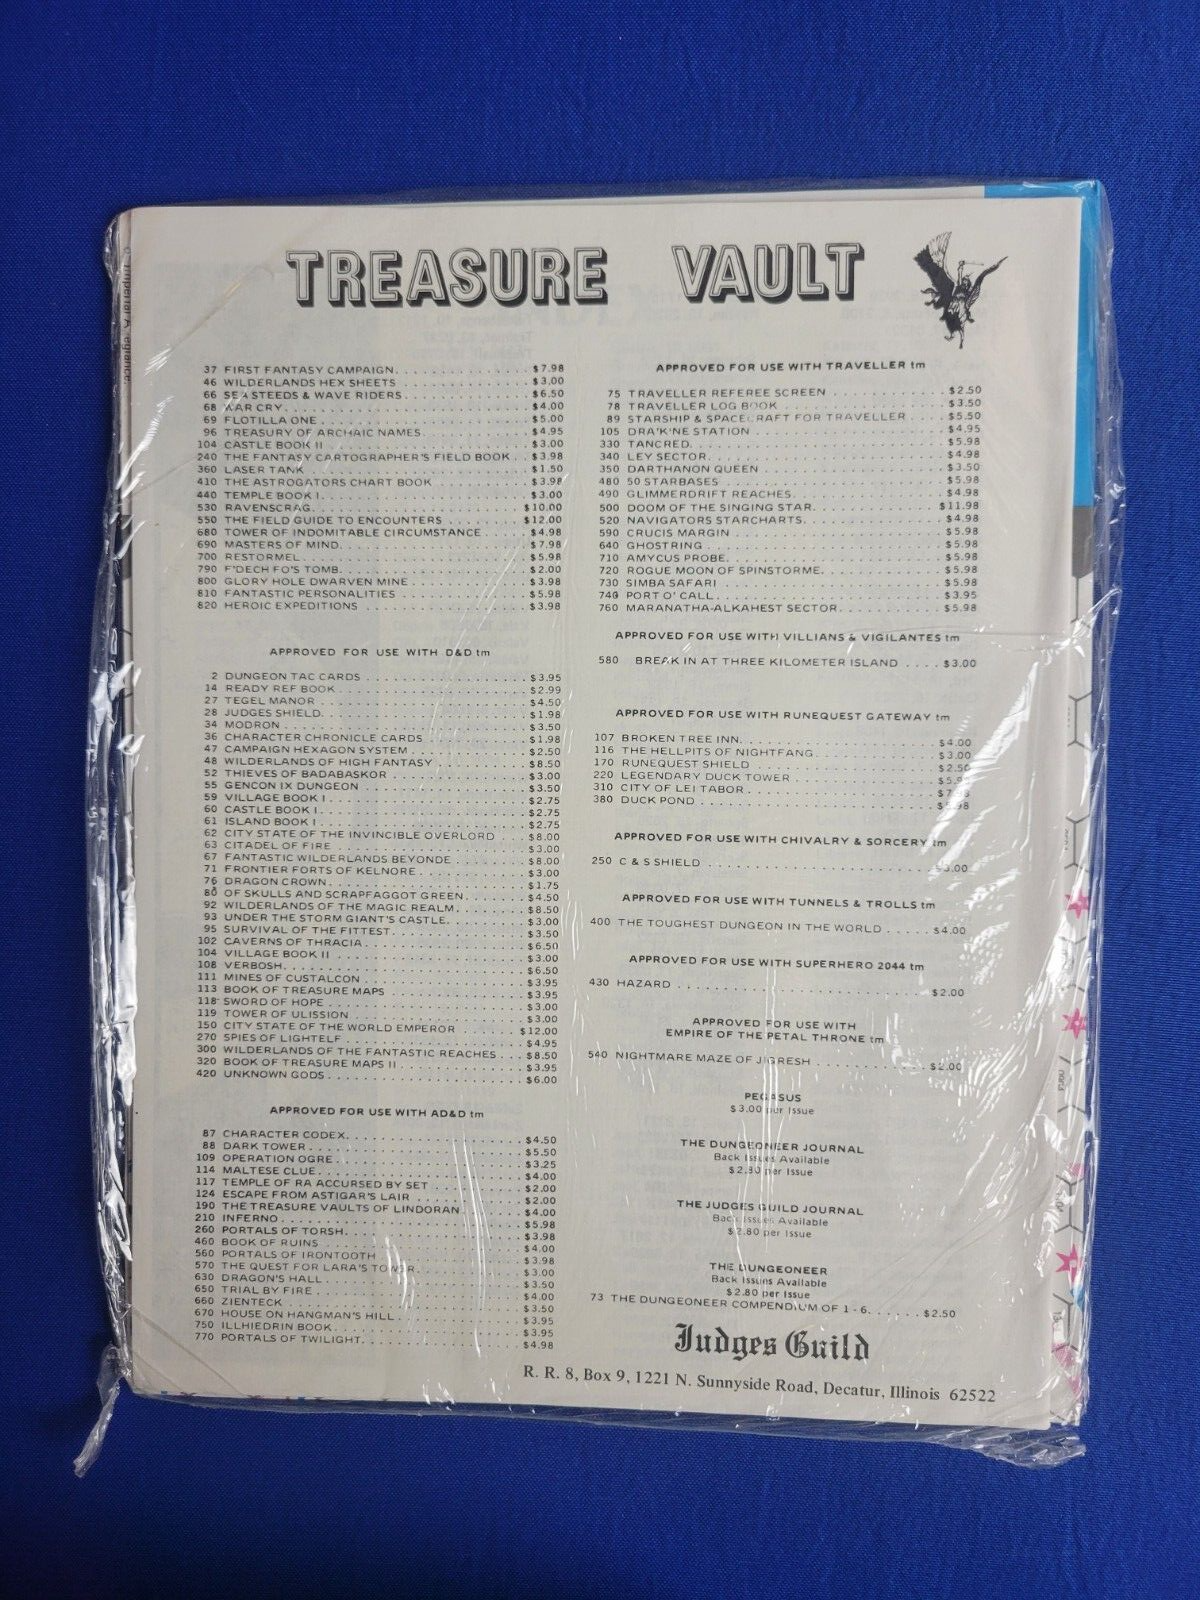 TREASURE VAULT
37 FIRST FANTASY CAMPAIGN. . . . . $7.98
46 WILDERLANDS HEX SHEETS . . . . . $3.00
66 SEA STEEDS & WAVE RIDERS . . . . . $6.50
68 WAR CRY. . . . . $4.00
69 FLOTILLA ONE . . . . . $5.00
96 TREASURY OF ARCHAIC NAMES. . . . . $4.95
104 CASTLE BOOK II . . . . . $3.00
240 THE FANTASY CARTOGRAPHER'S FIELD BOOK . . $3.98
360 LASER TANK . . . . . $1.50
410 THE ASTROGATORS CHART BOOK . . . . . $3.98
440 TEMPLE BOOK I . . . . . $3.00
530 RAVENSCRAG. . . . . $10.00
550 THE FIELD GUIDE TO ENCOUNTERS . . . . . $12.00
680 TOWER OF INDOMITABLE CIRCUMSTANCE . . . . . $4.98
690 MASTERS OF MIND. . . . . $7.98
700 RESTORMEL. . . . . $5.98
790 F'DECH FO'S TOMB. . . . . $2.00
800 GLORY HOLE DWARVEN MINE . . . . . $3.98
810 FANTASTIC PERSONALITIES . . . . . $5.98
820 HEROIC EXPEDITIONS . . . . . $3.98
APPROVED FOR USE WITH D&D tm
2 DUNGEON TAC CARDS . . . . . $3.95
14 READY REF BOOK . . . . . $2.99
27 TEGEL MANOR . . . . . $4.50
28 JUDGES SHIELD. . . . . $1.98
34 MODRON . . . . . $3.50
36 CHARACTER CHRONICLE CARDS . . . . . $1.98
47 CAMPAIGN HEXAGON SYSTEM . . . . . $2.50
48 WILDERLANDS OF HIGH FANTASY . . . . . $8.50
52 THIEVES OF BADABASKOR . . . . . $3.00
55 GENCON IX DUNGEON . . . . . $3.50
59 VILLAGE BOOK I . . . . . $2.75
60 CASTLE BOOK I . . . . . $2.75
61 ISLAND BOOK I . . . . . $2.75
62 CITY STATE OF THE INVINCIBLE OVERLORD . . . $8.00
63 CITADEL OF FIRE . . . . . $3.00
67 FANTASTIC WILDERLANDS BEYONDE . . . . . $8.00
71 FRONTIER FORTS OF KELNORE . . . . . $3.00
76 DRAGON CROWN . . . . . $1.75
80 OF SKULLS AND SCRAPFAGGOT GREEN. . . . . $4.50
92 WILDERLANDS OF THE MAGIC REALM. . . . . $8.50
93 UNDER THE STORM GIANT'S CASTLE. . . . . $3.00
95 SURVIVAL OF THE FITTEST. . . . . $3.50
102 CAVERNS OF THRACIA . . . . . $6.50
104 VILLAGE BOOK II . . . . . $3.00
108 VERBOSH. . . . . $6.50
111 MINES OF CUSTALCON . . . . . $3.95
113 BOOK OF TREASURE MAPS . . . . . $3.95
118 SWORD OF HOPE . . . . . $3.00
119 TOWER OF ULISSION . . . . . $3.00
150 CITY STATE OF THE WORLD EMPEROR . . . . . $12.00
270 SPIES OF LIGHTELF . . . . . $4.95
300 WILDERLANDS OF THE FANTASTIC REACHES . . . $8.50
320 BOOK OF TREASURE MAPS II . . . . . $3.95
420 UNKNOWN GODS . . . . . $6.00
APPROVED FOR USE WITH AD&D tm
87 CHARACTER CODEX. . . . . $4.50
88 DARK TOWER . . . . . $5.50
109 OPERATION OGRE . . . . . $3.25
114 MALTESE CLUE . . . . . $4.00
117 TEMPLE OF RA ACCURSED BY SET . . . . . $2.00
124 ESCAPE FROM ASTIGAR'S LAIR . . . . . $2.00
190 THE TREASURE VAULTS OF LINDORAN . . . . . $4.00
210 INFERNO . . . . . $5.98
260 PORTALS OF TORSH. . . . . $3.98
460 BOOK OF RUINS . . . . . $4.00
560 PORTALS OF IRONTOOTH . . . . . $3.98
570 THE QUEST FOR LARA'S TOWER. . . . . $3.00
630 DRAGON'S HALL . . . . . $3.50
650 TRIAL BY FIRE . . . . . $4.00
660 ZIENTECK . . . . . $3.50
670 HOUSE ON HANGMAN'S HILL . . . . . $3.95
750 ILLHIEDRIN BOOK. . . . . $3.95
770 PORTALS OF TWILIGHT. . . . . $4.98
APPROVED FOR USE WITH TRAVELLER tm
75 TRAVELLER REFEREE SCREEN . . . . . $2.50
78 TRAVELLER LOG BOOK . . . . . $3.50
89 STARSHIP & SPACECRAFT FOR TRAVELLER . . . $5.50
105 DRA'K'NE STATION . . . . . $4.95
330 TANCRED. . . . . $5.98
340 LEY SECTOR. . . . . $4.98
350 DARTHANON QUEEN . . . . . $3.50
480 50 STARBASES . . . . . $5.98
490 GLIMMERDRIFT REACHES. . . . . $4.98
500 DOOM OF THE SINGING STAR. . . . . $11.98
520 NAVIGATORS STARCHARTS. . . . . $4.98
590 CRUCIS MARGIN . . . . . $5.98
640 GHOSTRING . . . . . $5.98
710 AMYCUS PROBE. . . . . $5.98
720 ROGUE MOON OF SPINSTORME. . . . . $5.98
730 SIMBA SAFARI . . . . . $5.98
740 PORT O' CALL. . . . . $3.95
760 MARANATHA-ALKAHEST SECTOR. . . . . $5.98
APPROVED FOR USE WITH VILLIANS & VIGILANTES tm
580 BREAK IN AT THREE KILOMETER ISLAND . . . . $3.00
APPROVED FOR USE WITH RUNEQUEST GATEWAY tm
107 BROKEN TREE INN. . . . . $4.00
116 THE HELLPITS OF NIGHTFANG. . . . . $3.00
170 RUNEQUEST SHIELD . . . . . $2.50
220 LEGENDARY DUCK TOWER . . . . .
310 CITY OF LEI TABOR. . . . .
380 DUCK POND . . . . .
APPROVED FOR USE WITH CHIVALRY & SORCERY tm
250 C & S SHIELD . . . . . $3.00
APPROVED FOR USE WITH TUNNELS & TROLLS tm
400 THE TOUGHEST DUNGEON IN THE WORLD . . . . . $4.00
APPROVED FOR USE WITH SUPERHERO 2044 tm
430 HAZARD . . . . . $2.00
APPROVED FOR USE WITH
EMPIRE OF THE PETAL THRONE tm
540 NIGHTMARE MAZE OF JIGRESH . . . . . $2.00
PEGASUS
$3.00 per Issue
THE DUNGEONEER JOURNAL
Back Issues Available
$2.80 per Issue
THE JUDGES GUILD JOURNAL
Back Issues Available
$2.80 per Issue
THE DUNGEONEER
Back Issues Available
$2.80 per Issue
73 THE DUNGEONEER COMPENDIUM OF 1 - 6. . . . . . $2.50
Judges Guild
R. R. 8, Box 9, 1221 N. Sunnyside Road, Decatur, Illinois 62522